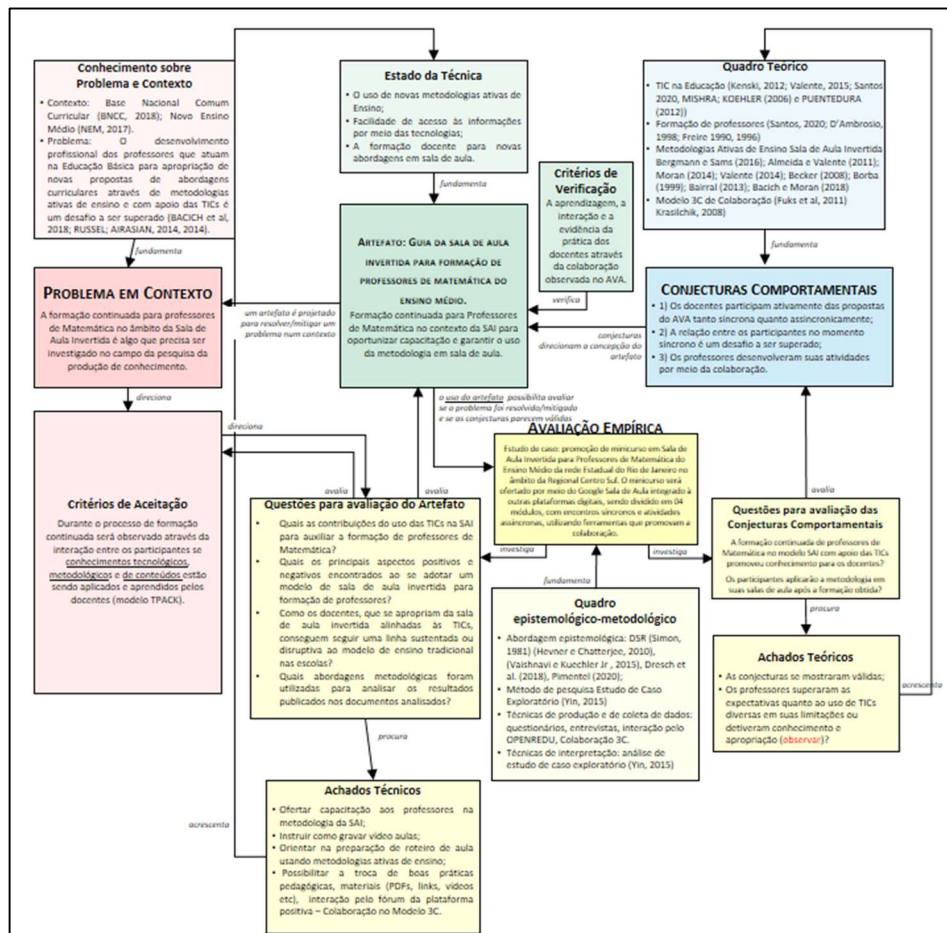 Conhecimento sobre
Problema e Contexto
• Contexto: Base Nacional Comum
Curricular (BNCC, 2018); Novo Ensino
Médio (NEM, 2017).
• Problema: O desenvolvimento
profissional dos professores que atuam
na Educação Básica para apropriação de
novas propostas de abordagens
curriculares através de metodologias
ativas de ensino e com apoio das TICs é
um desafio a ser superado (BACICH et al,
2018; RUSSEL; AIRASIAN, 2014, 2014).
fundamenta
PROBLEMA EM CONTEXTO
A formação continuada para professores
de Matemática no âmbito da Sala de
Aula Invertida é algo que precisa ser
investigado no campo da pesquisa da
produção de conhecimento.
direciona
Critérios de Aceitação
Durante o processo de formação
continuada será observado através da
interação entre os participantes se
conhecimentos tecnológicos,
metodológicos e de conteúdos estão
sendo aplicados e aprendidos pelos
docentes (modelo TPACK).
Estado da Técnica
• O uso de novas metodologias ativas de
Ensino;
• Facilidade de acesso às informações
por meio das tecnologias;
• A formação docente para novas
abordagens em sala de aula.
fundamenta
ARTEFATO: GUIA DA SALA DE AULA
INVERTIDA PARA FORMAÇÃO DE
PROFESSORES DE MATEMÁTICA DO
ENSINO MÉDIO.
Formação continuada para Professores
de Matemática no contexto da SAI para
oportunizar capacitação e garantir o uso
da metodologia em sala de aula.
um artefato é projetado
para resolver/mitigar um
problema num contexto
Critérios de
Verificação
A aprendizagem, a
interação e a
evidência da
prática dos
docentes através
da colaboração
observada no AVA.
verifica
conjecturas
direcionam a concepção do
artefato
Quadro Teórico
• TIC na Educação (Kenski, 2012; Valente, 2015; Santos
2020, MISHRA; KOEHLER (2006) e PUENTEDURA
(2012))
• Formação de professores (Santos, 2020; D'Ambrosio,
1998; Freire 1990, 1996)
• Metodologias Ativas de Ensino Sala de Aula Invertida
Bergmann e Sams (2016); Almeida e Valente (2011);
Moran (2014); Valente (2014); Becker (2008); Borba
(1999); Bairral (2013); Bacich e Moran (2018)
• Modelo 3C de Colaboração (Fuks et al, 2011)
Krasilchik, 2008)
fundamenta
CONJECTURAS COMPORTAMENTAIS
• 1) Os docentes participam ativamente das propostas
do AVA tanto síncrona quanto assincronicamente;
• 2) A relação entre os participantes no momento
síncrono é um desafio a ser superado;
• 3) Os professores desenvolveram suas atividades
por meio da colaboração.
o uso do artefato possibilita avaliar
se o problema foi resolvido/mitigado
e se as conjecturas parecem válidas
direciona
avalia
avalia
AVALIAÇÃO EMPÍRICA
Estudo de caso: promoção de minicurso em Sala de
Aula Invertida para Professores de Matemática do
Ensino Médio da rede Estadual do Rio de Janeiro no
âmbito da Regional Centro Sul. O minicurso será
ofertado por meio do Google Sala de Aula integrado à
outras plataformas digitais, sendo dividido em 04
módulos, com encontros síncronos e atividades
assíncronas, utilizando ferramentas que promovam a
colaboração.
investiga
investiga
fundamenta
avalia
Questões para avaliação do Artefato
• Quais as contribuições do uso das TICs na SAI
para auxiliar a formação de professores de
Matemática?
• Quais os principais aspectos positivos e
negativos encontrados ao se adotar um
modelo de sala de aula invertida para
formação de professores?
• Como os docentes, que se apropriam da sala
de aula invertida alinhadas às TICs,
conseguem seguir uma linha sustentada ou
disruptiva ao modelo de ensino tradicional
nas escolas?
• Quais abordagens metodológicas foram
utilizadas para analisar os resultados
publicados nos documentos analisados?
procura
Quadro
epistemológico-metodológico
• Abordagem epistemológica: DSR (Simon,
1981) (Hevner e Chatterjee, 2010),
(Vaishnavi e Kuechler Jr , 2015), Dresch et
al. (2018), Pimentel (2020);
• Método de pesquisa Estudo de Caso
Exploratório (Yin, 2015)
• Técnicas de produção e de coleta de dados:
questionários, entrevistas, interação pelo
OPENREDU, Colaboração 3C.
• Técnicas de interpretação: análise de
estudo de caso exploratório (Yin, 2015)
Questões para avaliação das
Conjecturas Comportamentais
A formação continuada de professores de
Matemática no modelo SAI com apoio das TICs
promoveu conhecimento para os docentes?
Os participantes aplicarão a metodologia em
suas salas de aula após a formação obtida?
procura
Achados Teóricos
• As conjecturas se mostraram válidas;
• Os professores superaram as
expectativas quanto ao uso de TICs
diversas em suas limitações ou
detiveram conhecimento e
apropriação (observar)?
acrescenta
Achados Técnicos
• Ofertar capacitação aos professores na
metodologia da SAI;
• Instruir como gravar vídeo aulas;
• Orientar na preparação de roteiro de aula
usando metodologias ativas de ensino;
• Possibilitar a troca de boas práticas
pedagógicas, materiais (PDFs, links, vídeos
etc), interação pelo fórum da plataforma
positiva – Colaboração no Modelo 3C.
acrescenta